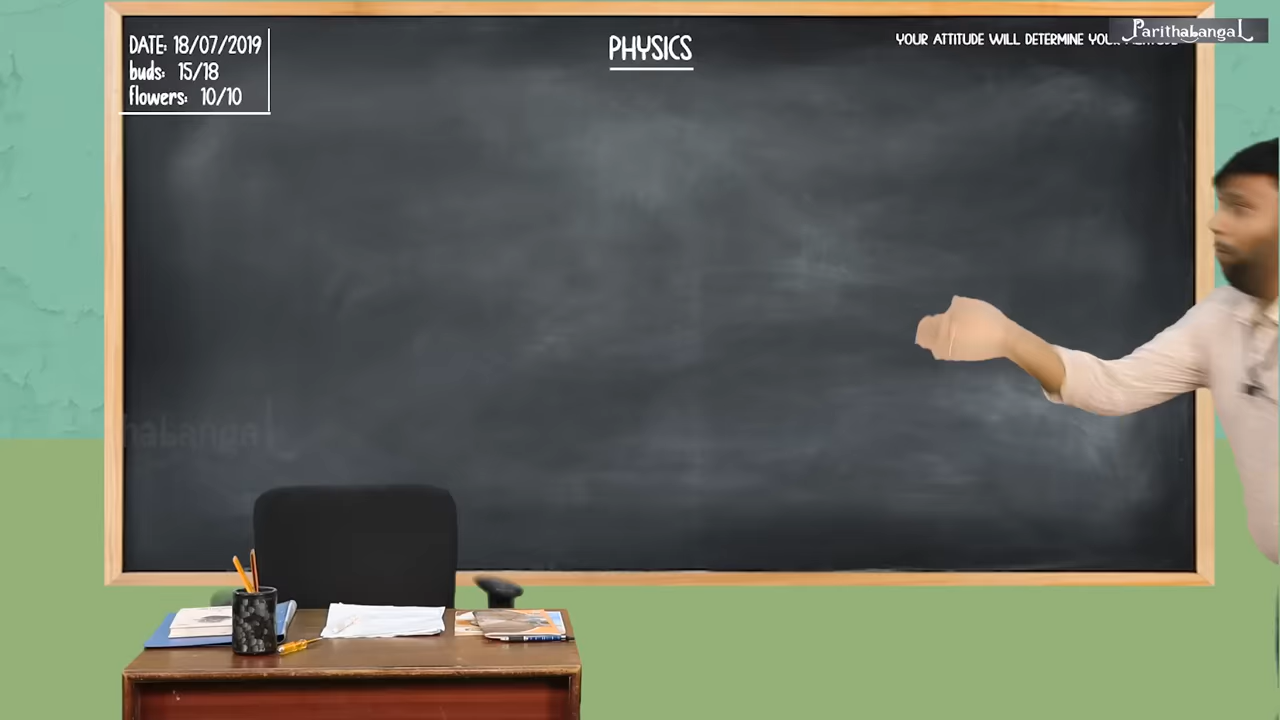 DATE: 18/07/2019
buds: 15/18
flowers: 10/10
PHYSICS
YOUR ATTITUDE WILL DETERMINE YOUR
ParithabangaL